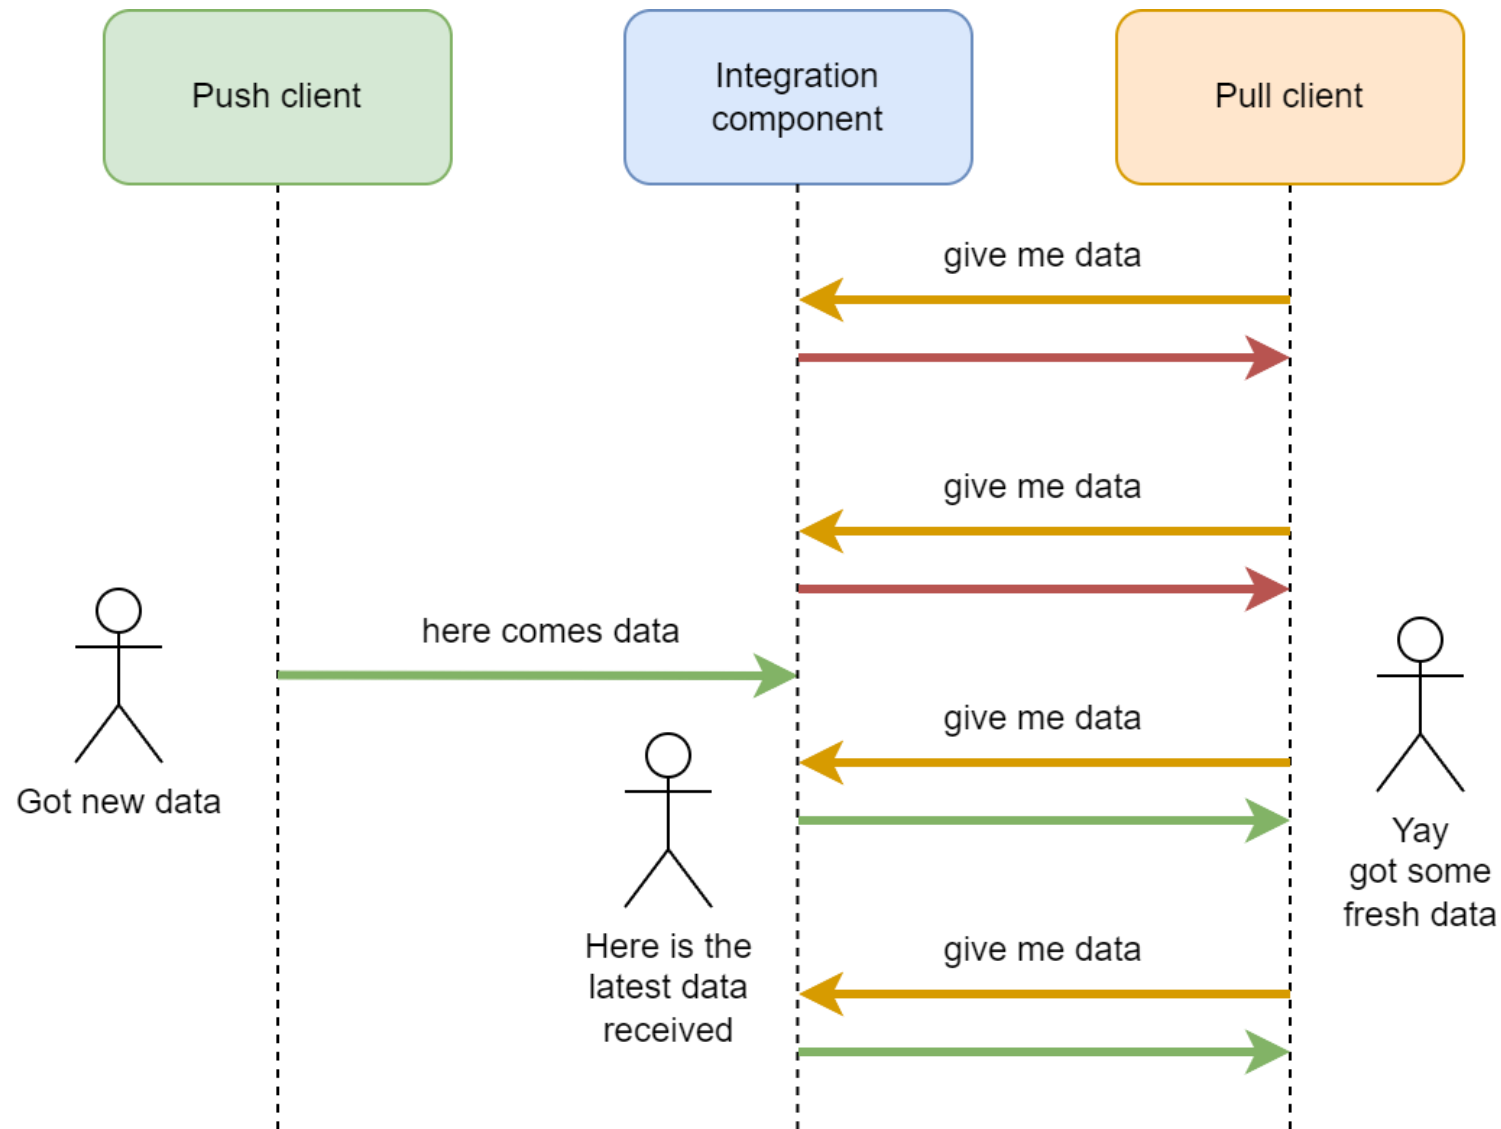 Push client
Integration
component
Pull client
give me data
give me data
here comes data
give me data
Got new data
Yay
got some
fresh data
Here is the
latest data
received
give me data